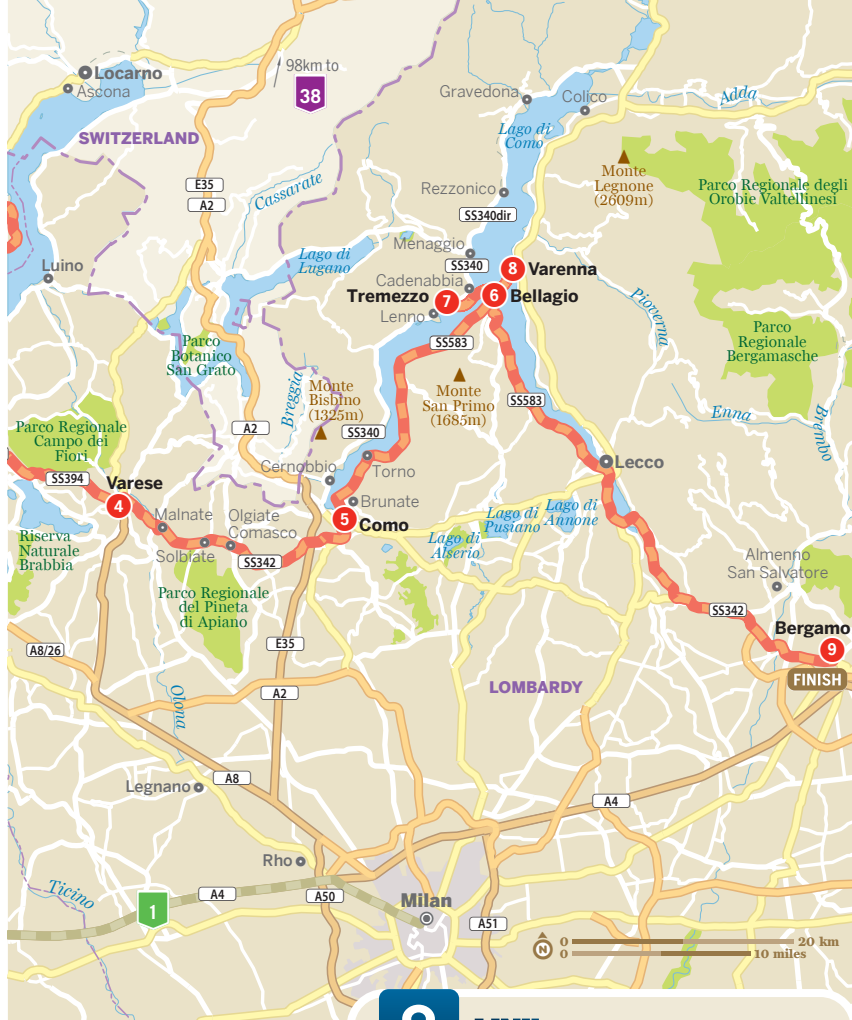 98km to
38
Locarno
Ascona
SWITZERLAND
Gravedona
Colico
Adda
Lago di
Como
Monte
Legnone
(2609m)
Parco Regionale degli
Orobie Valtellinesi
E35
A2
Cassarate
Rezzonico
SS340dir
Menaggio
Luino
Lago di
Lugano
SS340
8
Varenna
Cadenabbia
Tremezzo
7
6
Bellagio
Lenno
Pioverna
Parco
Botanico
San Grato
SS583
Parco
Regionale
Bergamasche
Breggia
Monte
Bisbino
(1325m)
Monte
San Primo
(1685m)
SS583
Enna
Brembo
Parco Regionale
Campo dei
Fiori
A2
SS340
Cernobbio
Torno
Lecco
SS394
Varese
4
Brunate
5
Como
Malnate
Olgiate
Comasco
Solbiate
SS342
Lago di
Pusiano
Lago di
Annone
Lago di
Alserio
Riserva
Naturale
Brabbia
Almenno
San Salvatore
Parco Regionale
del Pineta
di Apiano
SS342
Bergamo
9
FINISH
A8/26
E35
A2
LOMBARDY
Olona
A8
Legnano
A4
Rho
Ticino
1
A4
A50
Milan
A51
N
0
20 km
0
10 miles